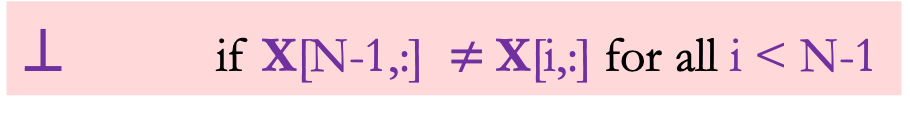 ⊥ if X[N-1,:] ≠ X[i,:] for all i < N-1